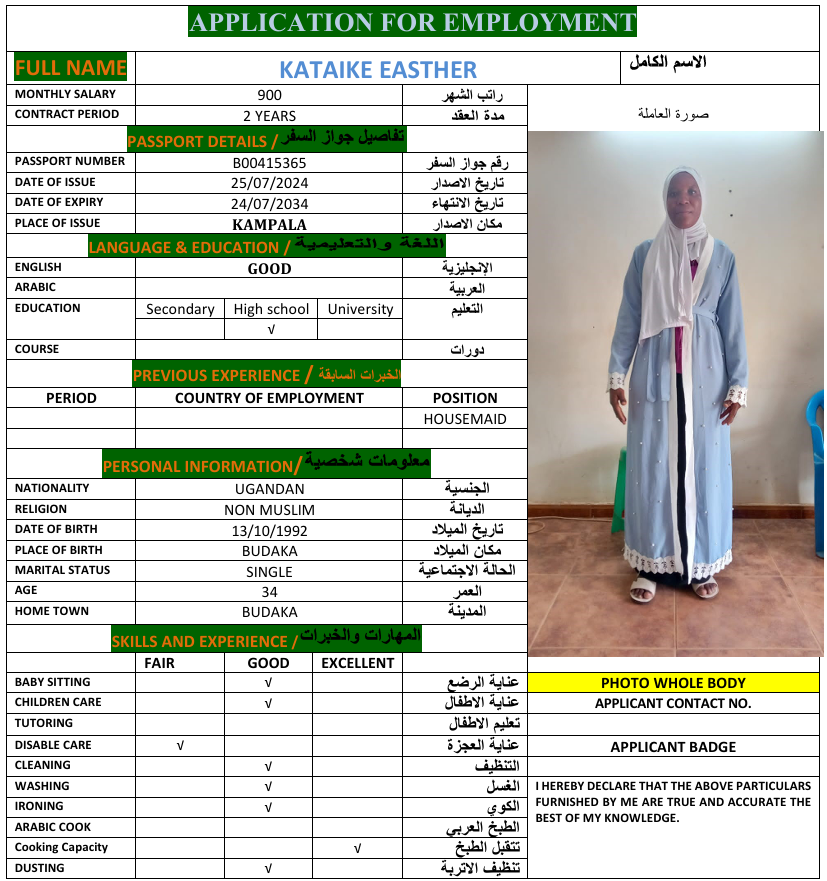 APPLICATION FOR EMPLOYMENT
FULL NAME KATAIKE EASTHER الاسم الكامل
MONTHLY SALARY 900 راتب الشهر
CONTRACT PERIOD 2 YEARS مدة العقد
صورة العاملة
PASSPORT DETAILS / تفاصيل جواز السفر
PASSPORT NUMBER B00415365 رقم جواز السفر
DATE OF ISSUE 25/07/2024 تاريخ الاصدار
DATE OF EXPIRY 24/07/2034 تاريخ الانتهاء
PLACE OF ISSUE KAMPALA مكان الاصدار
LANGUAGE & EDUCATION / اللغة والتعليمية
ENGLISH GOOD الإنجليزية
ARABIC العربية
EDUCATION Secondary High school University التعليم
√
COURSE دورات
PREVIOUS EXPERIENCE / الخبرات السابقة
PERIOD COUNTRY OF EMPLOYMENT POSITION
HOUSEMAID
PERSONAL INFORMATION/ معلومات شخصية
NATIONALITY UGANDAN الجنسية
RELIGION NON MUSLIM الديانة
DATE OF BIRTH 13/10/1992 تاريخ الميلاد
PLACE OF BIRTH BUDAKA مكان الميلاد
MARITAL STATUS SINGLE الحالة الاجتماعية
AGE 34 العمر
HOME TOWN BUDAKA المدينة
SKILLS AND EXPERIENCE / المهارات والخبرات
FAIR GOOD EXCELLENT
BABY SITTING √ عناية الرضع
PHOTO WHOLE BODY
CHILDREN CARE √ عناية الاطفال
APPLICANT CONTACT NO.
TUTORING تعليم الاطفال
DISABLE CARE √ عناية العجزة
APPLICANT BADGE
CLEANING √ التنظيف
WASHING √ الغسل
IRONING √ الكوي
ARABIC COOK الطبخ العربي
Cooking Capacity √ تتقبل الطبخ
DUSTING √ تنظيف الاتربة
I HEREBY DECLARE THAT THE ABOVE PARTICULARS
FURNISHED BY ME ARE TRUE AND ACCURATE THE
BEST OF MY KNOWLEDGE.